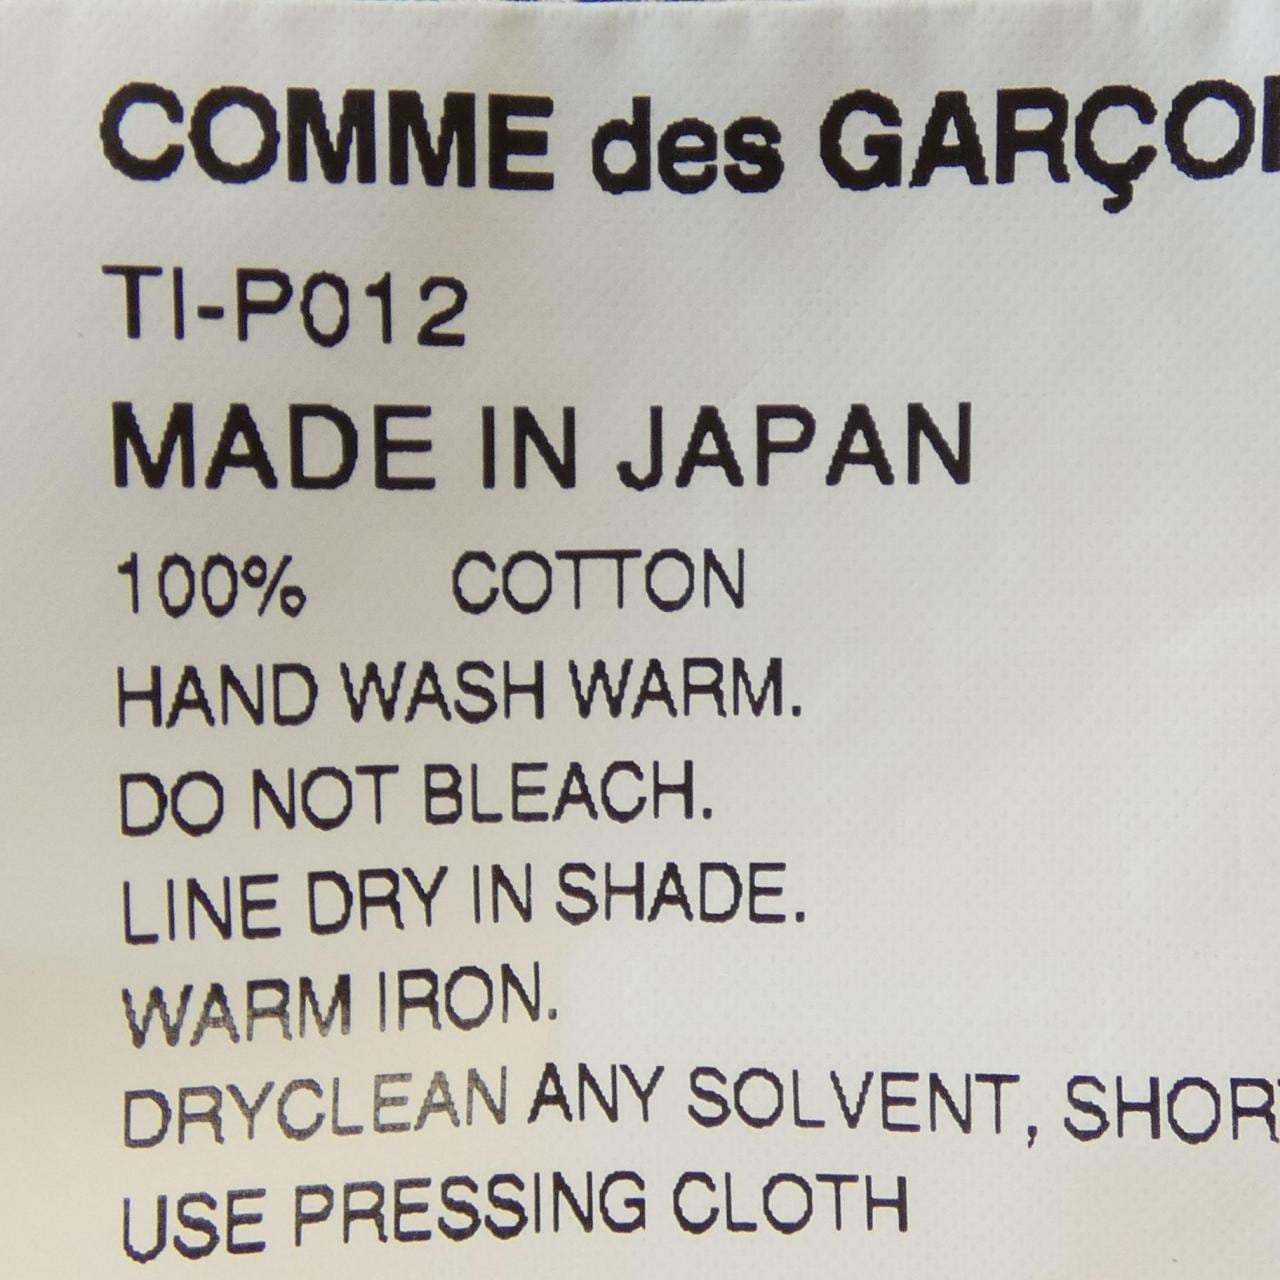 COMME des GARÇO
TI-P012
MADE IN JAPAN
100% COTTON
HAND WASH WARM.
DO NOT BLEACH.
LINE DRY IN SHADE.
WARM IRON.
DRYCLEAN ANY SOLVENT, SHORT
USE PRESSING CLOTH